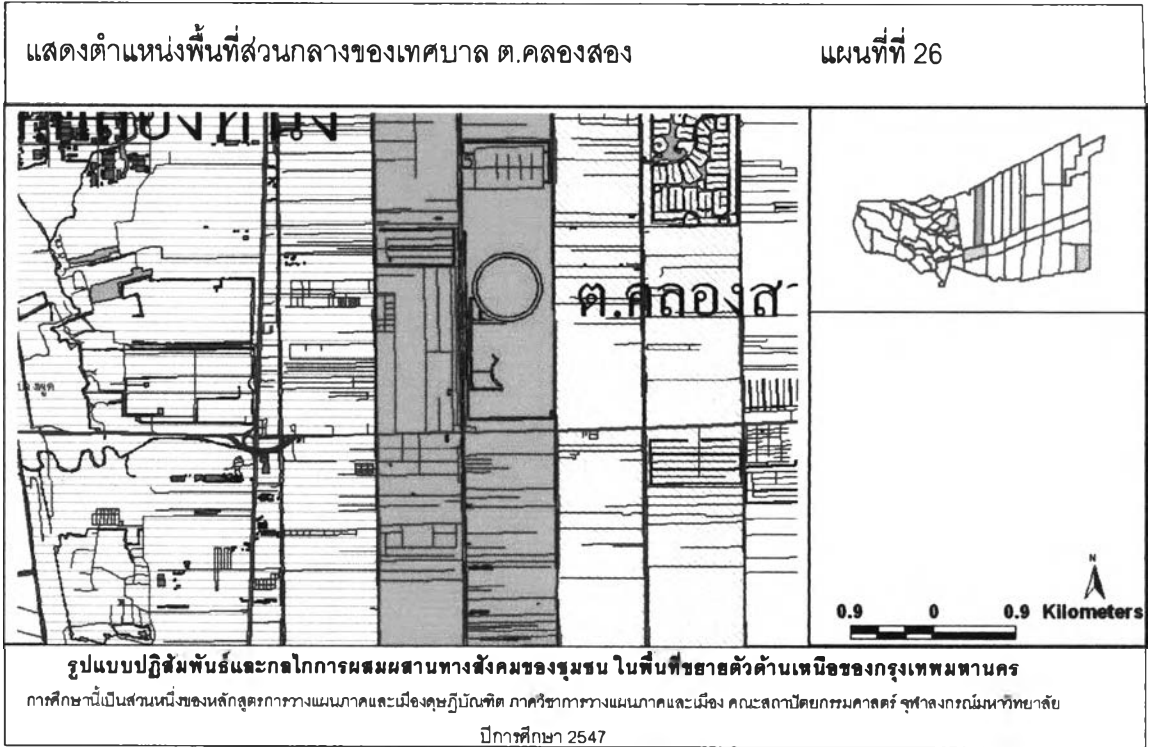 แสดงตำแหน่งพื้นที่ส่วนกลางของเทศบาล ต.คลองสอง
แผนที่ที่ 26
ต.คลองสา
N
0.9 0 0.9 Kilometers
รูปแบบปฏิสัมพันธ์และกลไกการผสมผสานทางสังคมของชุมชน ในพื้นที่ขยายตัวด้านเหนือของกรุงเทพมหานคร
การศึกษานี้เป็นส่วนหนึ่งของหลักสูตรการวางแผนภาคและเมืองดุษฎีบัณฑิต ภาควิชาการวางแผนภาคและเมือง คณะสถาปัตยกรรมศาสตร์ จุฬาลงกรณ์มหาวิทยาลัย
ปีการศึกษา 2547